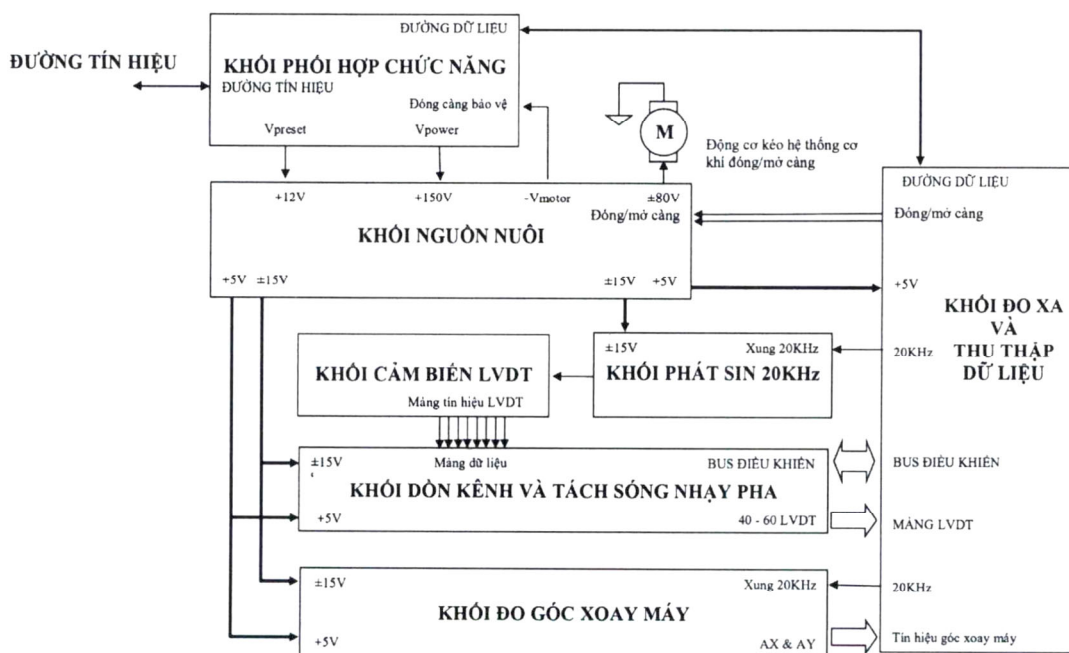 ĐƯỜNG DỮ LIỆU
ĐƯỜNG TÍN HIỆU
KHỐI PHỐI HỢP CHỨC NĂNG
ĐƯỜNG TÍN HIỆU
Đóng càng bảo vệ
Vpreset
Vpower
M
Động cơ kéo hệ thống cơ
khí đóng/mở càng
ĐƯỜNG DỮ LIỆU
+12V
+150V
-Vmotor
±80V
Đóng/mở càng
Đóng/mở càng
KHỐI NGUỒN NUÔI
+5V
±15V
±15V
+5V
+5V
KHỐI ĐO XA
VÀ
THU THẬP
DỮ LIỆU
±15V
Xung 20KHz
20KHz
KHỐI CẢM BIẾN LVDT
KHỐI PHÁT SIN 20KHz
Mảng tín hiệu LVDT
±15V
Mảng dữ liệu
BUS ĐIỀU KHIỂN
BUS ĐIỀU KHIỂN
KHỐI DỒN KÊNH VÀ TÁCH SÓNG NHẠY PHA
+5V
40 - 60 LVDT
MẢNG LVDT
±15V
Xung 20KHz
20KHz
KHỐI ĐO GÓC XOAY MÁY
+5V
AX & AY
Tín hiệu góc xoay máy